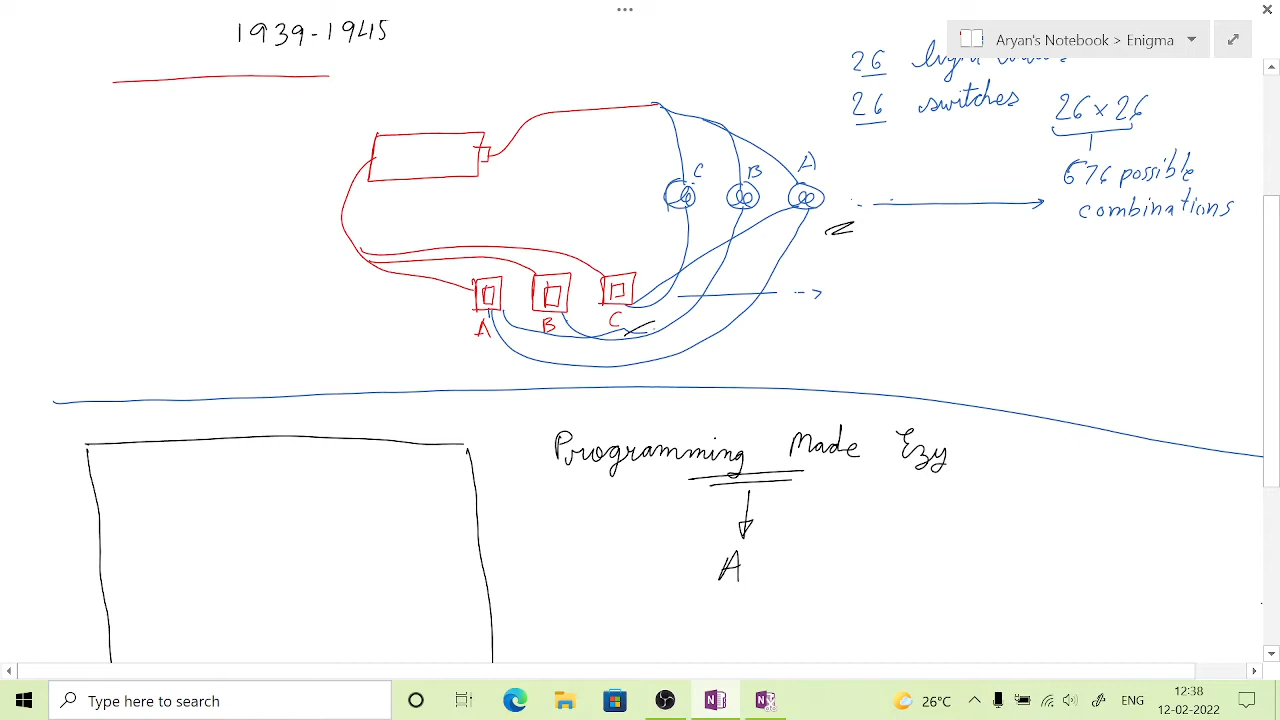 1939-1945
Aryan's Notebook > Enigma
26
26 switches
26 x 26
676 possible
combinations
C B A
A B C
Programming Made Ezy
A
Type here to search
26°C
ENG
12:38
12-02-2022